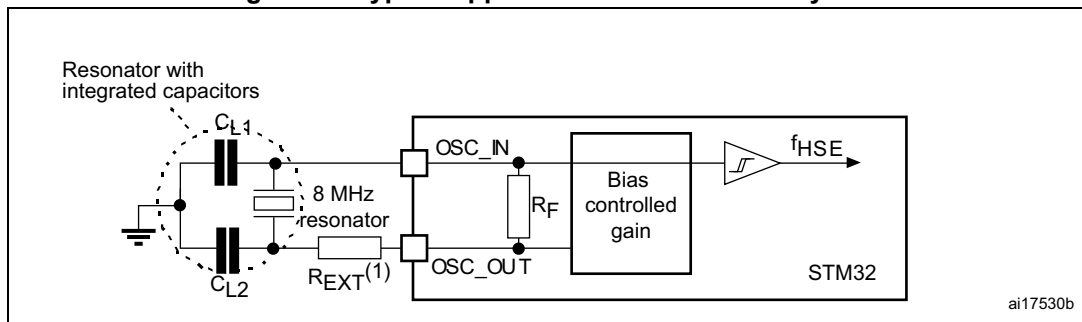 Resonator with
integrated capacitors
CL1
OSC_IN
fHSE
8 MHz
resonator
RF
Bias
controlled
gain
REXT(1)
OSC_OUT
CL2
STM32
ai17530b